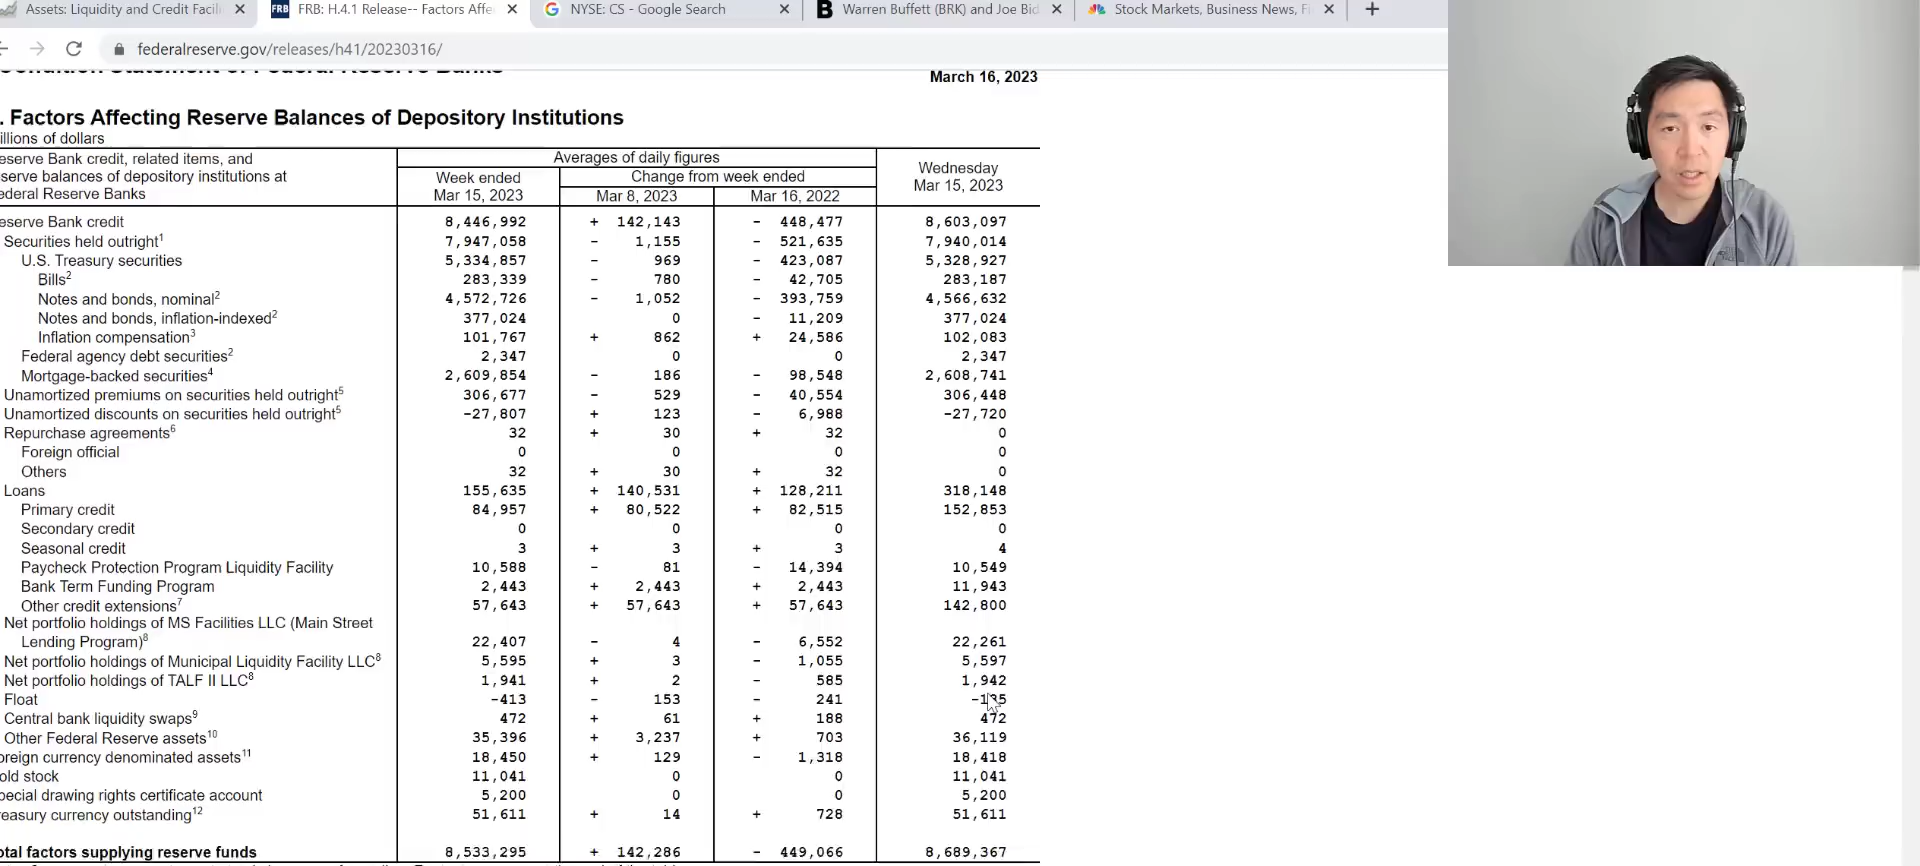 Assets: Liquidity and Credit Facil
FRB FRB: H.4.1 Release-- Factors Affe
NYSE: CS - Google Search
B Warren Buffett (BRK) and Joe Bid
Stock Markets, Business News, Fi
federalreserve.gov/releases/h41/20230316/
ondition Statement of Federal Reserve Banks
March 16, 2023
. Factors Affecting Reserve Balances of Depository Institutions
illions of dollars
eserve Bank credit, related items, and
serve balances of depository institutions at
ederal Reserve Banks
Averages of daily figures
Wednesday
Mar 15, 2023
Week ended
Mar 15, 2023
Change from week ended
Mar 8, 2023 Mar 16, 2022
eserve Bank credit 8,446,992 + 142,143 - 448,477 8,603,097
Securities held outright1 7,947,058 - 1,155 - 521,635 7,940,014
U.S. Treasury securities 5,334,857 - 969 - 423,087 5,328,927
Bills2 283,339 - 780 - 42,705 283,187
Notes and bonds, nominal2 4,572,726 - 1,052 - 393,759 4,566,632
Notes and bonds, inflation-indexed2 377,024 0 - 11,209 377,024
Inflation compensation3 101,767 + 862 + 24,586 102,083
Federal agency debt securities2 2,347 0 0 2,347
Mortgage-backed securities4 2,609,854 - 186 - 98,548 2,608,741
Unamortized premiums on securities held outright5 306,677 - 529 - 40,554 306,448
Unamortized discounts on securities held outright5 -27,807 + 123 - 6,988 -27,720
Repurchase agreements6 32 + 30 + 32 0
Foreign official 0 0 0 0
Others 32 + 30 + 32 0
Loans 155,635 + 140,531 + 128,211 318,148
Primary credit 84,957 + 80,522 + 82,515 152,853
Secondary credit 0 0 0 0
Seasonal credit 3 + 3 + 3 4
Paycheck Protection Program Liquidity Facility 10,588 - 81 - 14,394 10,549
Bank Term Funding Program 2,443 + 2,443 + 2,443 11,943
Other credit extensions7 57,643 + 57,643 + 57,643 142,800
Net portfolio holdings of MS Facilities LLC (Main Street
Lending Program)8 22,407 - 4 - 6,552 22,261
Net portfolio holdings of Municipal Liquidity Facility LLC8 5,595 + 3 - 1,055 5,597
Net portfolio holdings of TALF II LLC8 1,941 + 2 - 585 1,942
Float -413 - 153 - 241
Central bank liquidity swaps9 472 + 61 + 188 472
Other Federal Reserve assets10 35,396 + 3,237 + 703 36,119
oreign currency denominated assets11 18,450 + 129 - 1,318 18,418
old stock 11,041 0 0 11,041
pecial drawing rights certificate account 5,200 0 0 5,200
easury currency outstanding12 51,611 + 14 + 728 51,611
otal factors supplying reserve funds 8,533,295 + 142,286 - 449,066 8,689,367